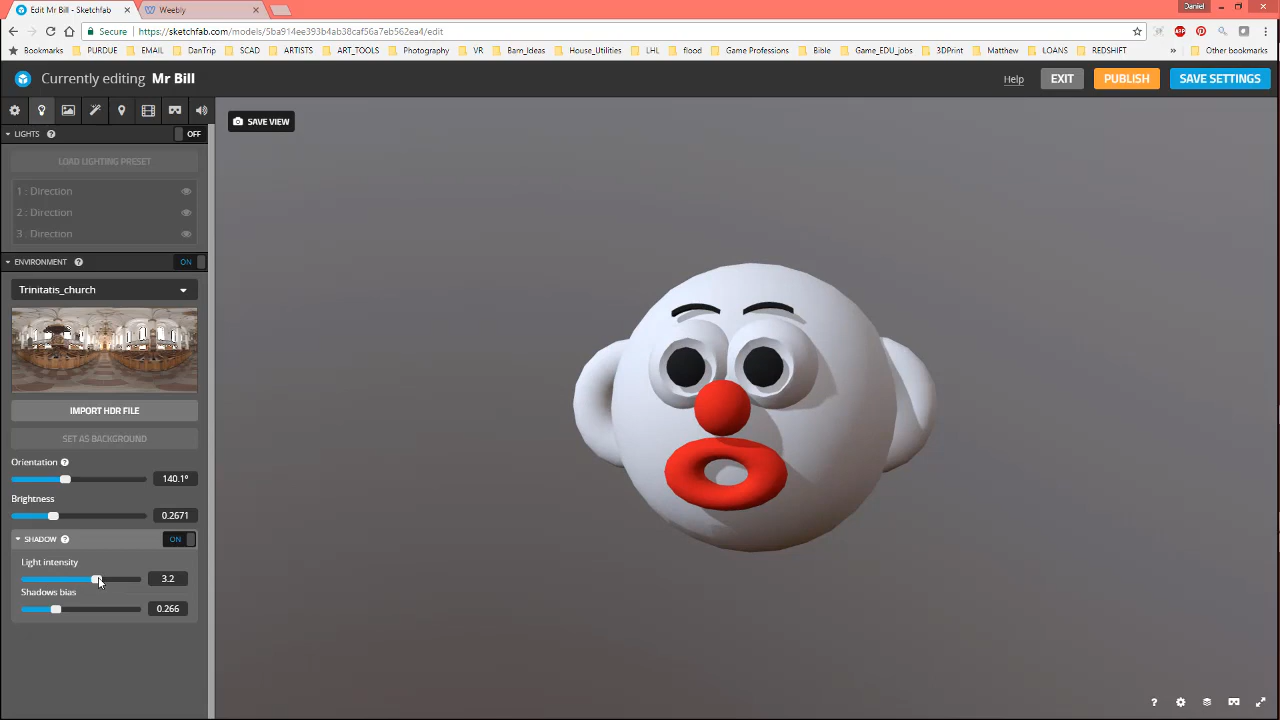 Edit Mr Bill - Sketchfab
Weebly
Daniel
Secure
https://sketchfab.com/models/5ba914ee393b4ab38caf56a7eb562ea4/edit
Bookmarks PURDUE EMAIL DanTrip SCAD ARTISTS ART_TOOLS Photography VR Barn_Ideas House_Utilities LHL flood Game Professions Bible Game_EDU_jobs 3DPrint Matthew LOANS REDSHIFT » Other bookmarks
Currently editing Mr Bill
Help
EXIT
PUBLISH
SAVE SETTINGS
LIGHTS ? OFF
SAVE VIEW
LOAD LIGHTING PRESET
1 : Direction
2 : Direction
3 : Direction
ENVIRONMENT ? ON
Trinitatis_church
IMPORT HDR FILE
SET AS BACKGROUND
Orientation ?
140.1°
Brightness
0.2671
SHADOW ? ON
Light intensity
3.2
Shadows bias
0.266
?